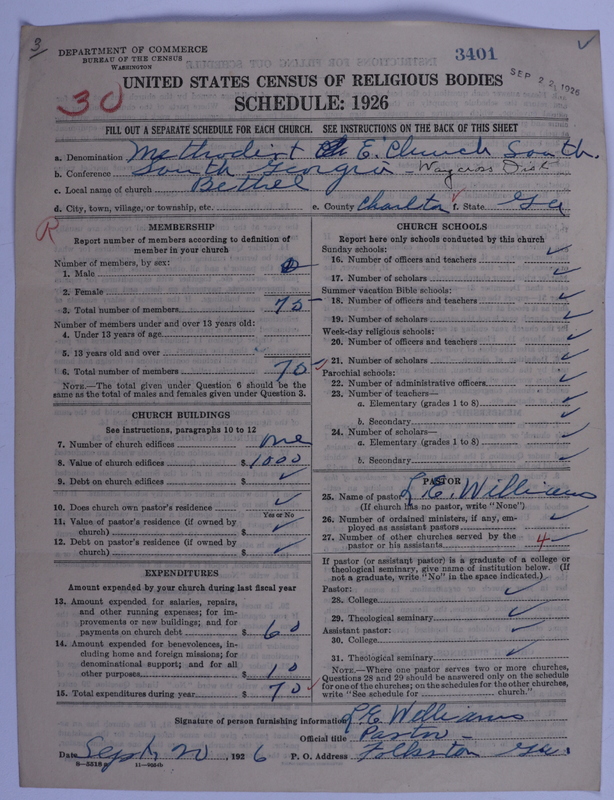 3
DEPARTMENT OF COMMERCE
BUREAU OF THE CENSUS
WASHINGTON
3401
SEP 22 1926
30
UNITED STATES CENSUS OF RELIGIOUS BODIES
SCHEDULE: 1926
FILL OUT A SEPARATE SCHEDULE FOR EACH CHURCH. SEE INSTRUCTIONS ON THE BACK OF THIS SHEET
a. Denomination Methodist E. Church South.
b. Conference South Georgia - Waycross Dist
c. Local name of church Bethel
d. City, town, village, or township, etc. e. County Charlton f. State Ga
R
MEMBERSHIP
Report number of members according to definition of
member in your church
Number of members, by sex:
1. Male
2. Female
3. Total number of members 70
Number of members under and over 13 years old:
4. Under 13 years of age
5. 13 years old and over
6. Total number of members 70
NOTE.—The total given under Question 6 should be the
same as the total of males and females given under Question 3.
CHURCH BUILDINGS
See instructions, paragraphs 10 to 12
7. Number of church edifices one
8. Value of church edifices $ 1000
9. Debt on church edifices $
10. Does church own pastor's residence
Yes or No
11. Value of pastor's residence (if owned by
church) $
12. Debt on pastor's residence (if owned by
church) $
EXPENDITURES
Amount expended by your church during last fiscal year
13. Amount expended for salaries, repairs,
and other running expenses; for im-
provements or new buildings; and for
payments on church debt $ 60
14. Amount expended for benevolences, in-
cluding home and foreign missions; for
denominational support; and for all
other purposes $ 10
15. Total expenditures during year $ 70
CHURCH SCHOOLS
Report here only schools conducted by this church
Sunday schools:
16. Number of officers and teachers
17. Number of scholars
Summer vacation Bible schools:
18. Number of officers and teachers
19. Number of scholars
Week-day religious schools:
20. Number of officers and teachers
21. Number of scholars
Parochial schools:
22. Number of administrative officers
23. Number of teachers—
a. Elementary (grades 1 to 8)
b. Secondary
24. Number of scholars—
a. Elementary (grades 1 to 8)
b. Secondary
PASTOR
25. Name of pastor L. E. Williams
(If church has no pastor, write "None")
26. Number of ordained ministers, if any, em-
ployed as assistant pastors
27. Number of other churches served by the
pastor or his assistants 4
If pastor (or assistant pastor) is a graduate of a college or
theological seminary, give name of institution below. (If
not a graduate, write "No" in the space indicated.)
Pastor:
28. College
29. Theological seminary
Assistant pastor:
30. College
31. Theological seminary
NOTE.—Where one pastor serves two or more churches,
Questions 28 and 29 should be answered only on the schedule
for one of the churches; on the schedules for the other churches,
write "See schedule for church."
Signature of person furnishing information L E Williams
Official title Pastor
Date Sept 20, 1926 P. O. Address Folkston Ga
8—5318a